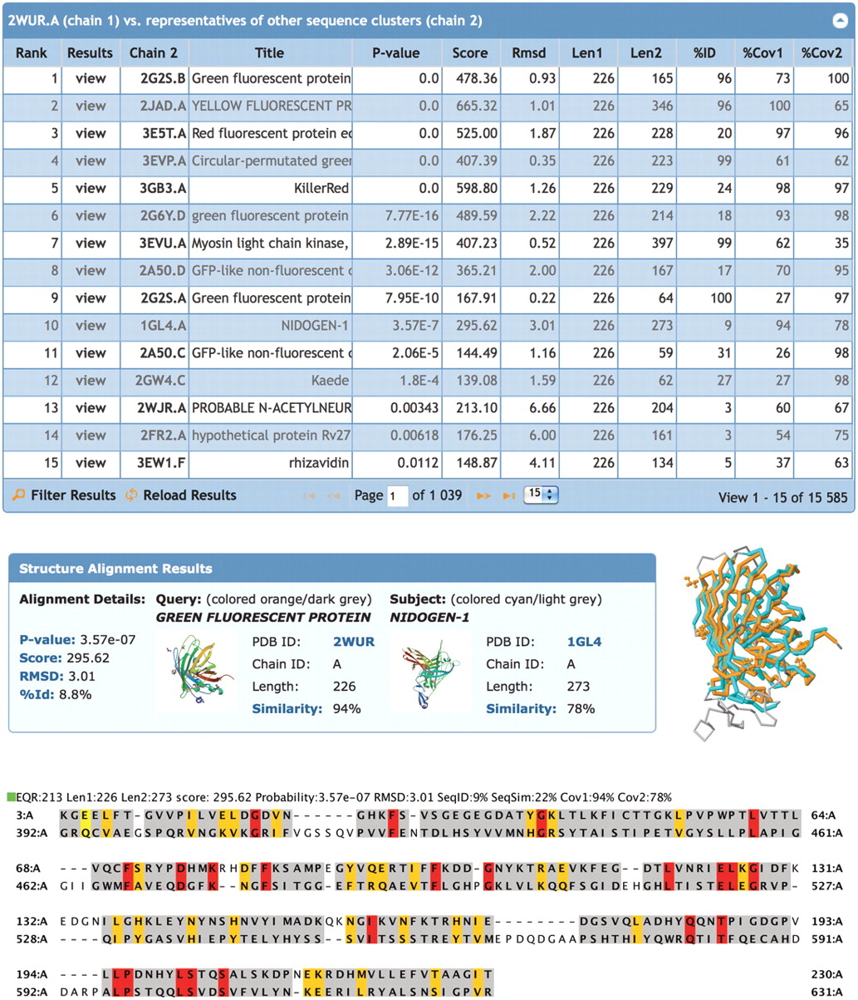 2WUR.A (chain 1) vs. representatives of other sequence clusters (chain 2)
Rank Results Chain 2 Title P-value Score Rmsd Len1 Len2 %ID %Cov1 %Cov2
1 view 2G2S.B Green fluorescent protein 0.0 478.36 0.93 226 165 96 73 100
2 view 2JAD.A YELLOW FLUORESCENT PR 0.0 665.32 1.01 226 346 96 100 65
3 view 3E5T.A Red fluorescent protein ec 0.0 525.00 1.87 226 228 20 97 96
4 view 3EVP.A Circular-permutated greer 0.0 407.39 0.35 226 223 99 61 62
5 view 3GB3.A KillerRed 0.0 598.80 1.26 226 229 24 98 97
6 view 2G6Y.D green fluorescent protein 7.77E-16 489.59 2.22 226 214 18 93 98
7 view 3EVU.A Myosin light chain kinase, 2.89E-15 407.23 0.52 226 397 99 62 35
8 view 2A50.D GFP-like non-fluorescent c 3.06E-12 365.21 2.00 226 167 17 70 95
9 view 2G2S.A Green fluorescent protein 7.95E-10 167.91 0.22 226 64 100 27 97
10 view 1GL4.A NIDOGEN-1 3.57E-7 295.62 3.01 226 273 9 94 78
11 view 2A50.C GFP-like non-fluorescent c 2.06E-5 144.49 1.16 226 59 31 26 98
12 view 2GW4.C Kaede 1.8E-4 139.08 1.59 226 62 27 27 98
13 view 2WJR.A PROBABLE N-ACETYLNEUR 0.00343 213.10 6.66 226 204 3 60 67
14 view 2FR2.A hypothetical protein Rv27 0.00618 176.25 6.00 226 161 3 54 75
15 view 3EW1.F rhizavidin 0.0112 148.87 4.11 226 134 5 37 63
Filter Results Reload Results Page 1 of 1 039 15 View 1 - 15 of 15 585
Structure Alignment Results
Alignment Details: Query: (colored orange/dark grey) Subject: (colored cyan/light grey)
GREEN FLUORESCENT PROTEIN NIDOGEN-1
P-value: 3.57e-07 PDB ID: 2WUR PDB ID: 1GL4
Score: 295.62 Chain ID: A Chain ID: A
RMSD: 3.01 Length: 226 Length: 273
%Id: 8.8% Similarity: 94% Similarity: 78%
EQR:213 Len1:226 Len2:273 score: 295.62 Probability:3.57e-07 RMSD:3.01 SeqID:9% SeqSim:22% Cov1:94% Cov2:78%
3:A KGEELFT-GVVPILVELDGDVN------GHKFS-VSGEGEGDATYGKLTLKFICTTGKLPVPWPTLVTTL 64:A
392:A GRQCVAEGSPQRVNGKVKGRIFVGSSQVPVVFENTDLHSYVVMNHGRSYTAISTIPETVGYSLLPLAPIG 461:A
68:A ---VQCFSRYPDHMKRHDFFKSAMPEGYVQERTIFFKDD-GNYKTRAEVKFEG--DTLVNRIELKGIDFK 131:A
462:A GIIGWMFAVEQDGFK--NGFSITGG-EFTRQAEVTFLGHPGKLVLKQQFSGIDEHGHLTISTELEGRVP- 527:A
132:A EDGNILGHKLEYNYNSHNVYIMADKQKNGIKVNFKTRHNIE--------DGSVQLADHYQQNTPIGDGPV 193:A
528:A ----QIPYGASVHIEPYTELYHYSS--SVITSSSTREYTVMEPDQDGAAPSHTHIYQWRQTITFQECAHD 591:A
194:A ----LLPDNHYLSTQSALSKDPNEKRDHMVLLEFVTAAGIT 230:A
592:A DARPALPSTQQLSVDSVFVLYN-KEERILRYALSNSIGPVR 631:A